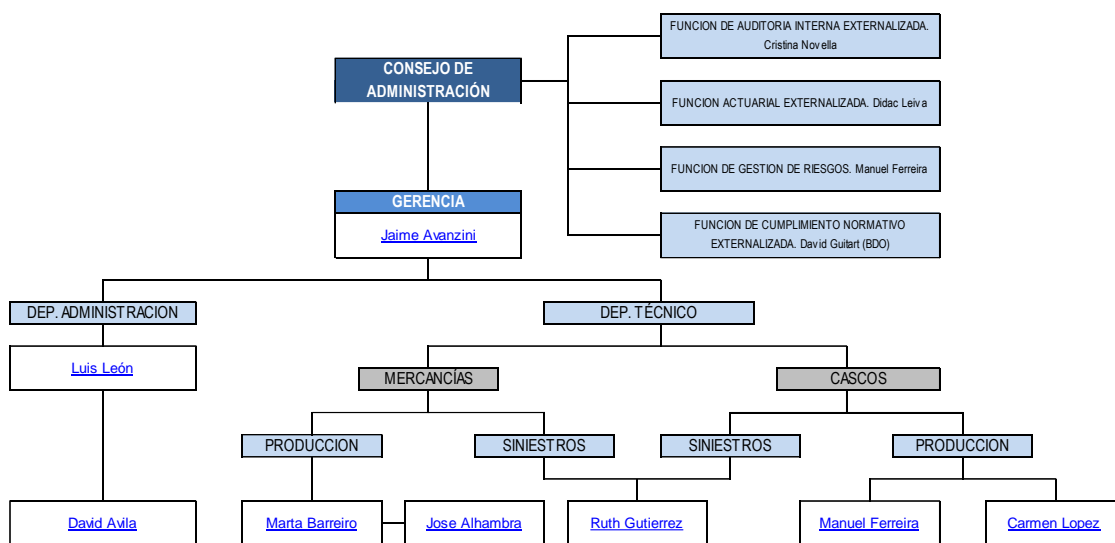 FUNCION DE AUDITORIA INTERNA EXTERNALIZADA.
Cristina Novella
CONSEJO DE
ADMINISTRACIÓN
FUNCION ACTUARIAL EXTERNALIZADA. Didac Leiva
FUNCION DE GESTION DE RIESGOS. Manuel Ferreira
GERENCIA
Jaime Avanzini
FUNCION DE CUMPLIMIENTO NORMATIVO
EXTERNALIZADA. David Guitart (BDO)
DEP. ADMINISTRACION
DEP. TÉCNICO
Luis León
MERCANCÍAS
CASCOS
PRODUCCION
SINIESTROS
SINIESTROS
PRODUCCION
David Avila
Marta Barreiro
Jose Alhambra
Ruth Gutierrez
Manuel Ferreira
Carmen Lopez